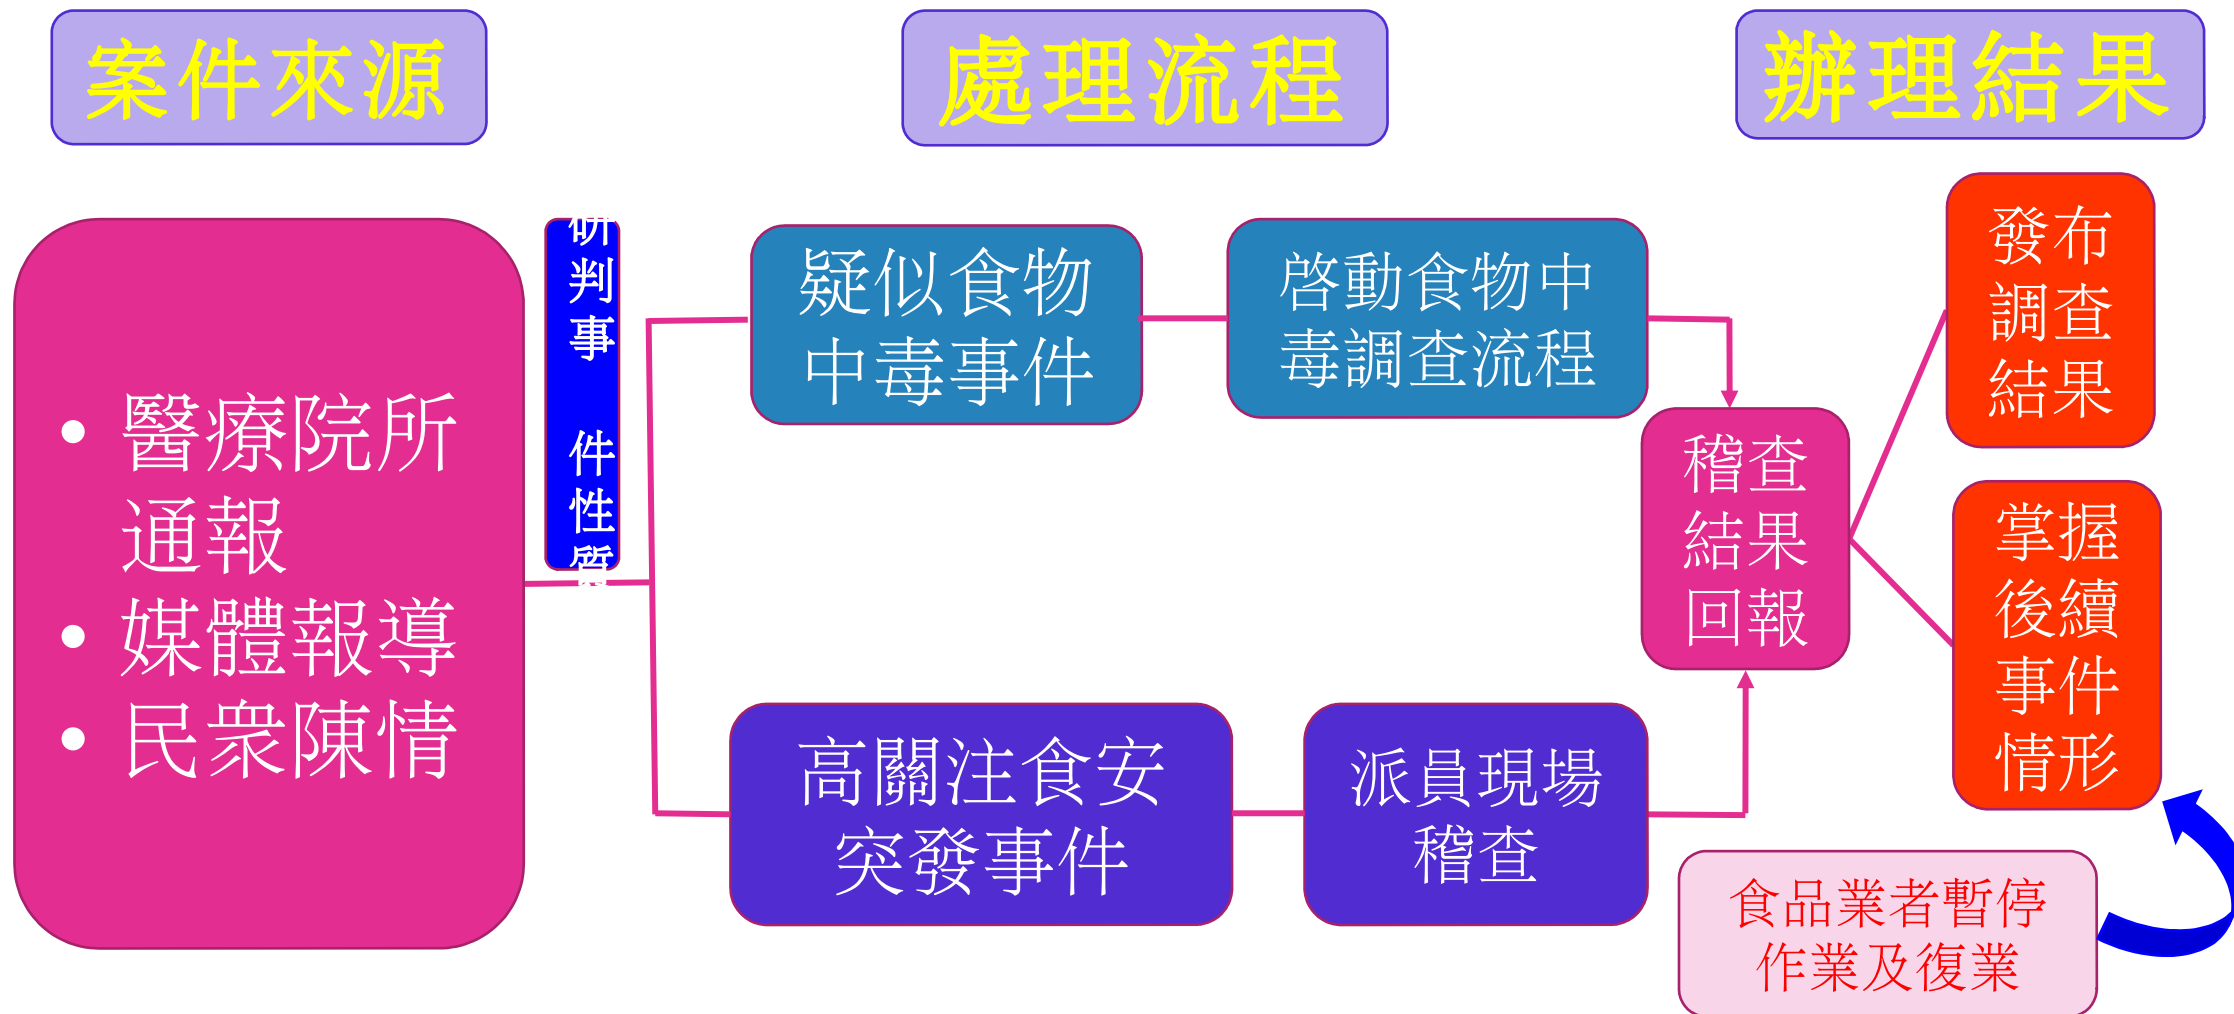 案件來源
處理流程
辦理結果
• 醫療院所
通報
• 媒體報導
• 民眾陳情
研
判
事
件
性
質
疑似食物
中毒事件
啓動食物中
毒調查流程
高關注食安
突發事件
派員現場
稽查
稽查
結果
回報
發布
調查
結果
掌握
後續
事件
情形
食品業者暫停
作業及復業